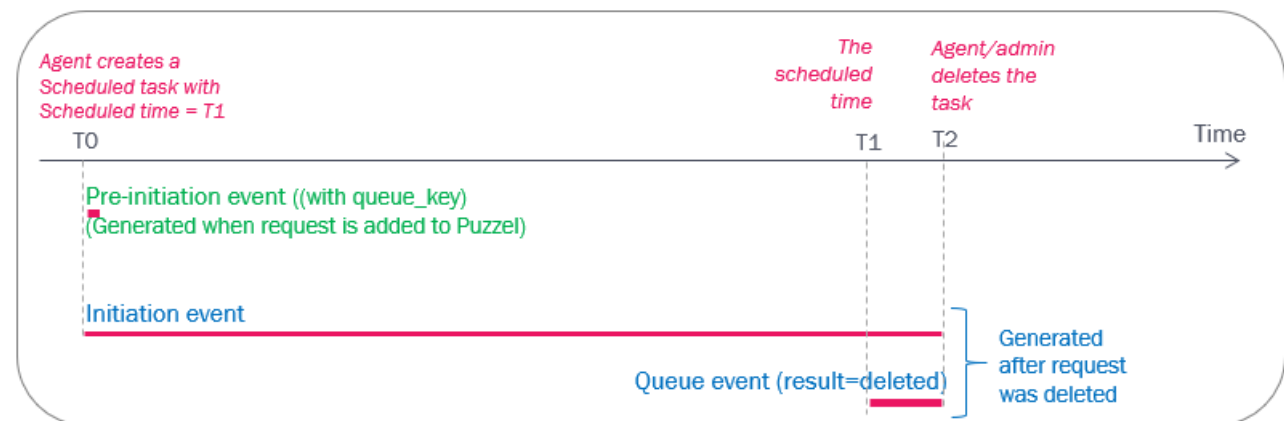 Agent creates a
Scheduled task with
Scheduled time = T1
The
scheduled
time
Agent/admin
deletes the
task
T0
T1
T2
Time
Pre-initiation event ((with queue_key)
(Generated when request is added to Puzzel)
Initiation event
Generated
after request
was deleted
Queue event (result=deleted)